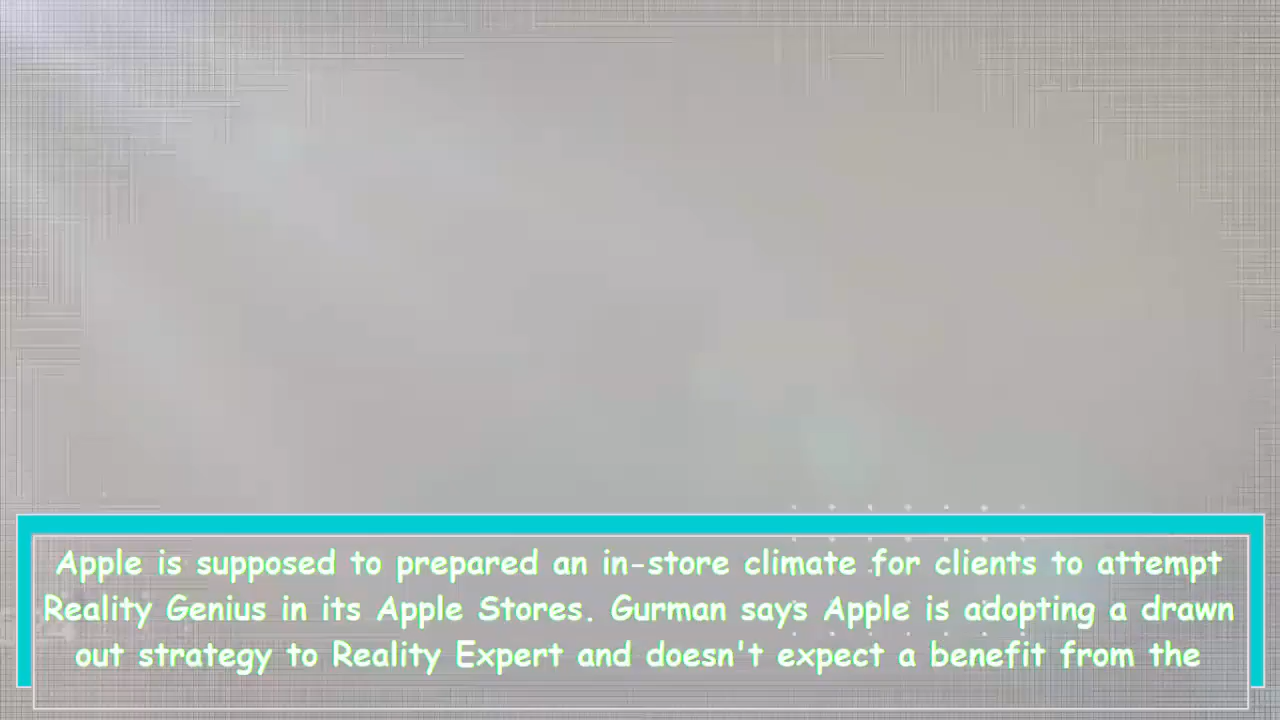 Apple is supposed to prepared an in-store climate for clients to attempt
Reality Genius in its Apple Stores. Gurman says Apple is adopting a drawn
out strategy to Reality Expert and doesn't expect a benefit from the